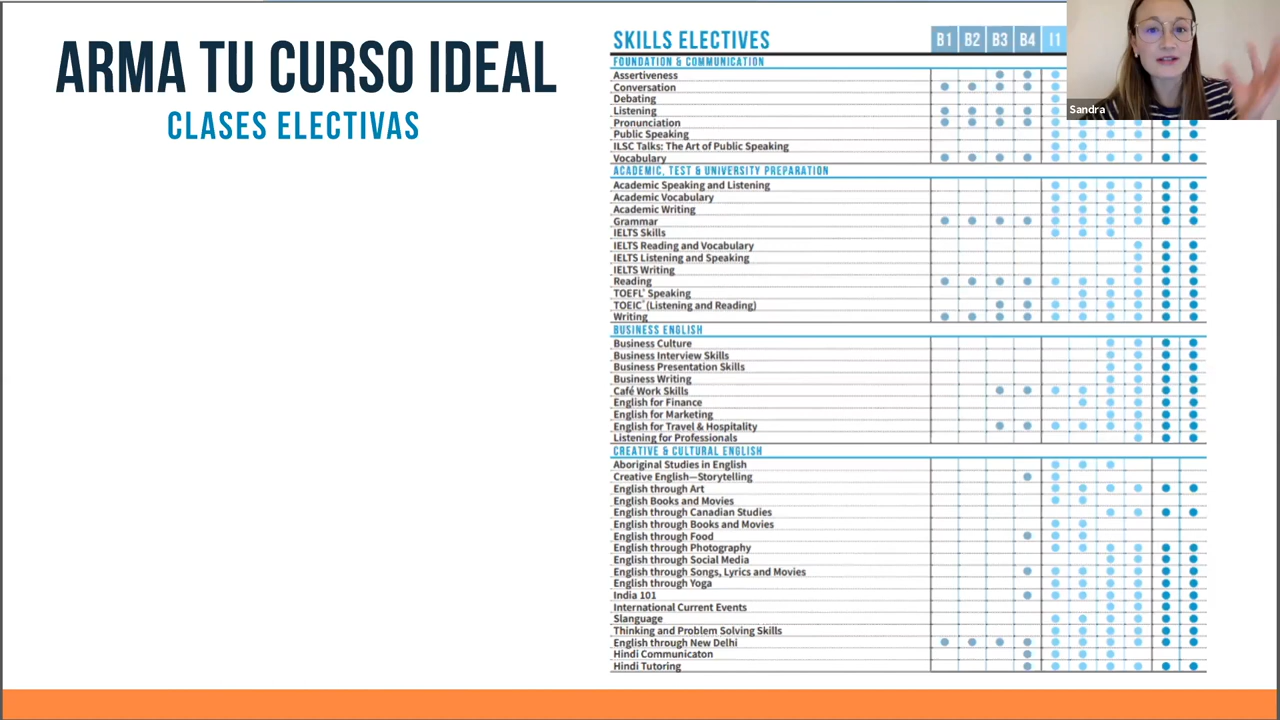 ARMA TU CURSO IDEAL
CLASES ELECTIVAS
SKILLS ELECTIVES B1 B2 B3 B4 I1
FOUNDATION & COMMUNICATION
Assertiveness
Conversation
Debating
Listening
Pronunciation
Public Speaking
ILSC Talks: The Art of Public Speaking
Vocabulary
ACADEMIC, TEST & UNIVERSITY PREPARATION
Academic Speaking and Listening
Academic Vocabulary
Academic Writing
Grammar
IELTS Skills
IELTS Reading and Vocabulary
IELTS Listening and Speaking
IELTS Writing
Reading
TOEFL® Speaking
TOEIC® (Listening and Reading)
Writing
BUSINESS ENGLISH
Business Culture
Business Interview Skills
Business Presentation Skills
Business Writing
Café Work Skills
English for Finance
English for Marketing
English for Travel & Hospitality
Listening for Professionals
CREATIVE & CULTURAL ENGLISH
Aboriginal Studies in English
Creative English—Storytelling
English through Art
English Books and Movies
English through Canadian Studies
English through Books and Movies
English through Food
English through Photography
English through Social Media
English through Songs, Lyrics and Movies
English through Yoga
India 101
International Current Events
Slanguage
Thinking and Problem Solving Skills
English through New Delhi
Hindi Communicaton
Hindi Tutoring
Sandra